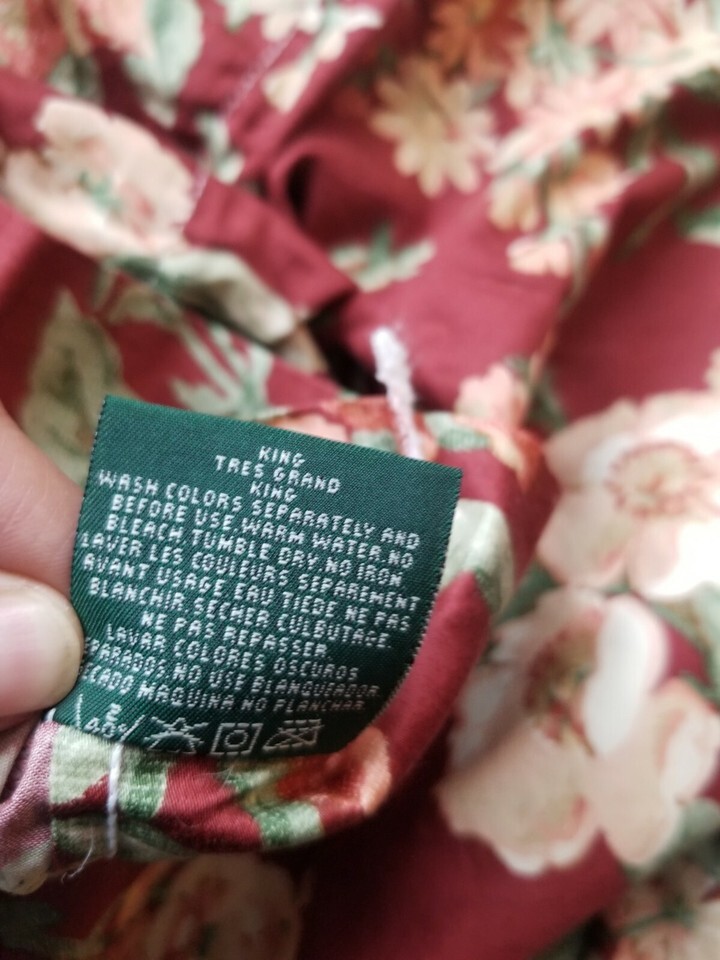 KING
TRES GRAND
KING
WASH COLORS SEPARATELY AND
BEFORE USE WARM WATER.NO
BLEACH TUMBLE DRY.NO IRON
LAVER LES COULEURS SEPAREMENT
AVANT USAGE EAU TIEDE NE PAS
BLANCHIR.SECHER CULBUTAGE.
NE PAS REPASSER.
LAVAR COLORES OSCUROS
PARADOS.NO USE BLANQUEADOR.
ECADO MAQUINA NO PLANCHAR.